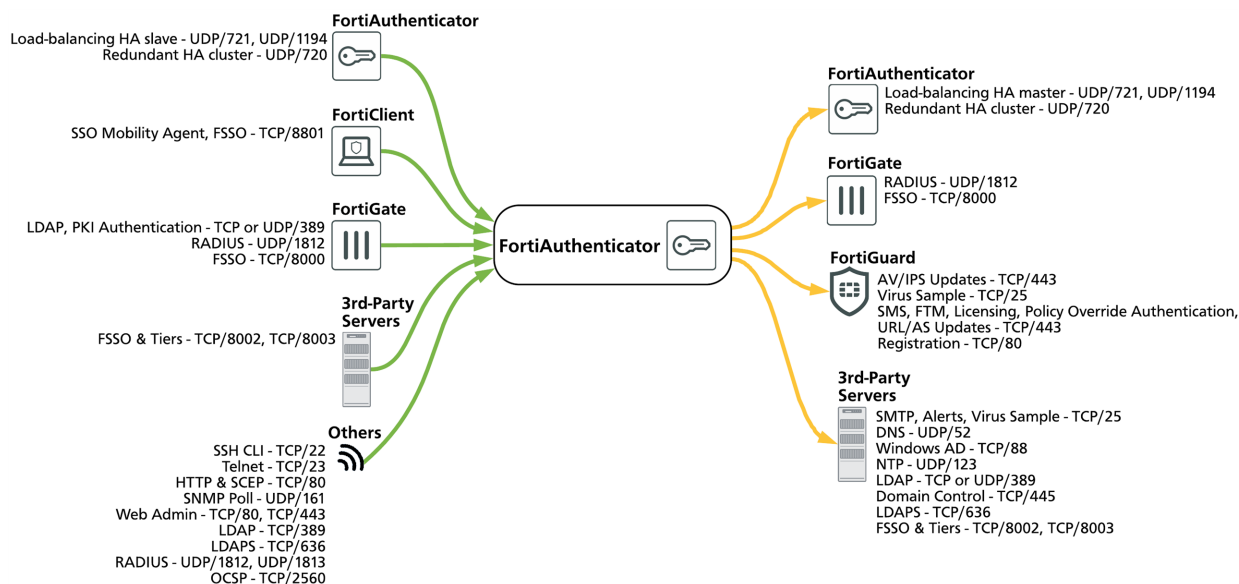 FortiAuthenticator
Load-balancing HA slave - UDP/721, UDP/1194
Redundant HA cluster - UDP/720
FortiClient
SSO Mobility Agent, FSSO - TCP/8801
FortiGate
LDAP, PKI Authentication - TCP or UDP/389
RADIUS - UDP/1812
FSSO - TCP/8000
3rd-Party
Servers
FSSO & Tiers - TCP/8002, TCP/8003
Others
SSH CLI - TCP/22
Telnet - TCP/23
HTTP & SCEP - TCP/80
SNMP Poll - UDP/161
Web Admin - TCP/80, TCP/443
LDAP - TCP/389
LDAPS - TCP/636
RADIUS - UDP/1812, UDP/1813
OCSP - TCP/2560
FortiAuthenticator
FortiAuthenticator
Load-balancing HA master - UDP/721, UDP/1194
Redundant HA cluster - UDP/720
FortiGate
RADIUS - UDP/1812
FSSO - TCP/8000
FortiGuard
AV/IPS Updates - TCP/443
Virus Sample - TCP/25
SMS, FTM, Licensing, Policy Override Authentication,
URL/AS Updates - TCP/443
Registration - TCP/80
3rd-Party
Servers
SMTP, Alerts, Virus Sample - TCP/25
DNS - UDP/52
Windows AD - TCP/88
NTP - UDP/123
LDAP - TCP or UDP/389
Domain Control - TCP/445
LDAPS - TCP/636
FSSO & Tiers - TCP/8002, TCP/8003